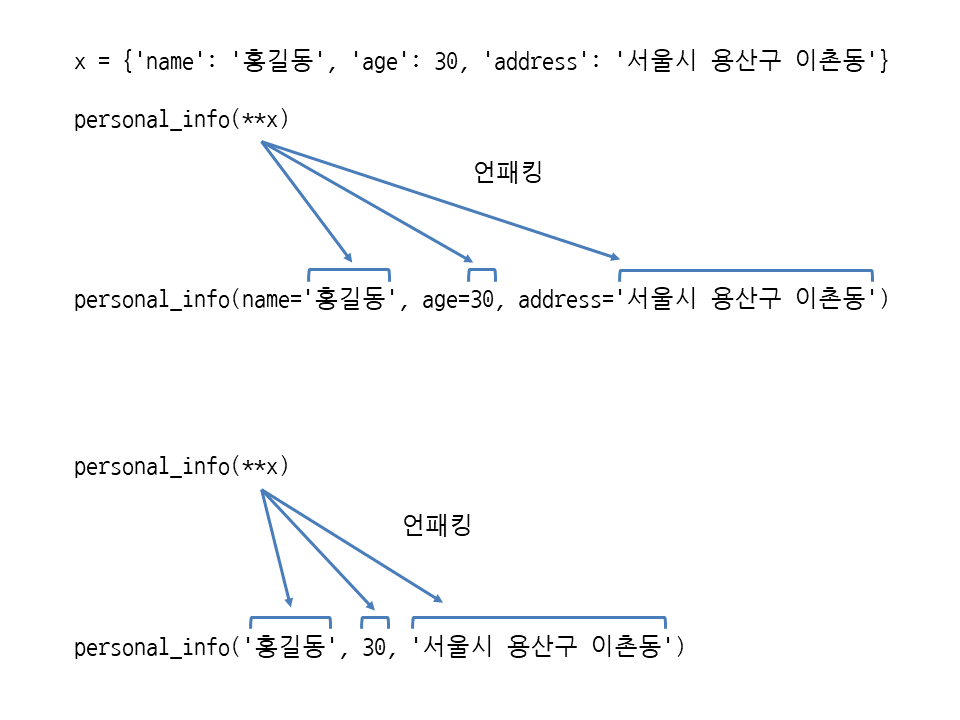 x = {'name': '홍길동', 'age': 30, 'address': '서울시 용산구 이촌동'}
personal_info(**x)
언패킹
personal_info(name='홍길동', age=30, address='서울시 용산구 이촌동')
personal_info(**x)
언패킹
personal_info('홍길동', 30, '서울시 용산구 이촌동')